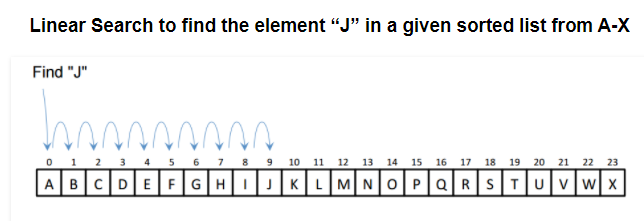 Linear Search to find the element “J” in a given sorted list from A-X
Find "J"
0 1 2 3 4 5 6 7 8 9 10 11 12 13 14 15 16 17 18 19 20 21 22 23
A B C D E F G H I J K L M N O P Q R S T U V W X